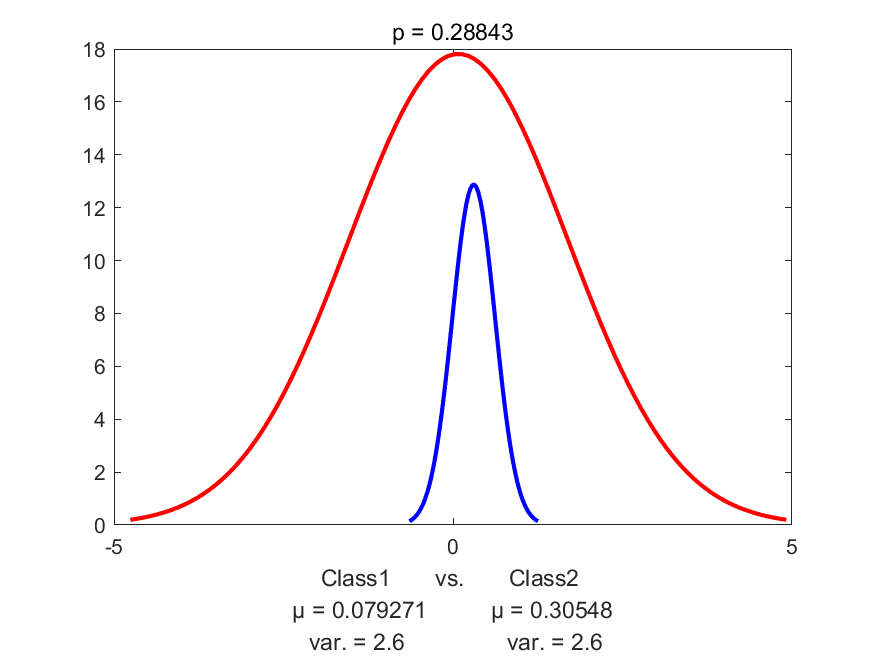 p = 0.28843
18
16
14
12
10
8
6
4
2
0
-5 0 5
Class1 vs. Class2
μ = 0.079271 μ = 0.30548
var. = 2.6 var. = 2.6